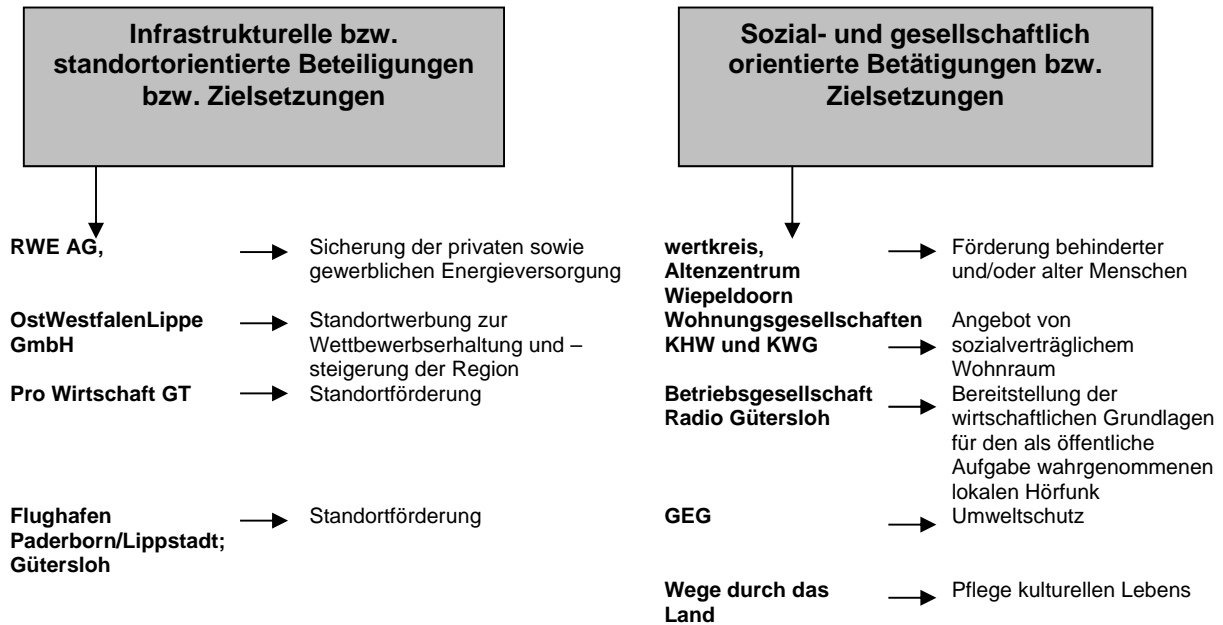 Infrastrukturelle bzw.
standortorientierte Beteiligungen
bzw. Zielsetzungen
RWE AG,
Sicherung der privaten sowie
gewerblichen Energieversorgung
OstWestfalenLippe
GmbH
Standortwerbung zur
Wettbewerbserhaltung und –
steigerung der Region
Pro Wirtschaft GT
Standortförderung
Flughafen
Paderborn/Lippstadt;
Gütersloh
Standortförderung
Sozial- und gesellschaftlich
orientierte Betätigungen bzw.
Zielsetzungen
wertkreis,
Altenzentrum
Wiepeldoorn
Förderung behinderter
und/oder alter Menschen
Wohnungsgesellschaften
KHW und KWG
Angebot von
sozialverträglichem
Wohnraum
Betriebsgesellschaft
Radio Gütersloh
Bereitstellung der
wirtschaftlichen Grundlagen
für den als öffentliche
Aufgabe wahrgenommenen
lokalen Hörfunk
GEG
Umweltschutz
Wege durch das
Land
Pflege kulturellen Lebens